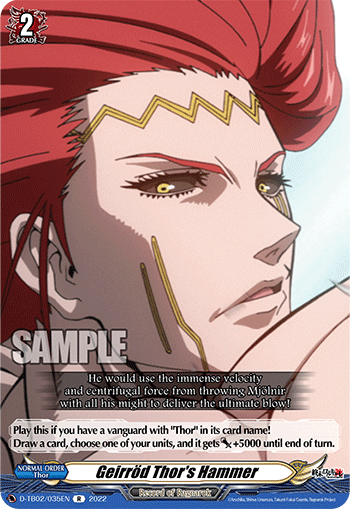 2
GRADE
SAMPLE
He would use the immense velocity
and centrifugal force from throwing Mjölnir
with all his might to deliver the ultimate blow!
Play this if you have a vanguard with "Thor" in its card name!
Draw a card, choose one of your units, and it gets +5000 until end of turn.
NORMAL ORDER
Thor
Geirröd Thor's Hammer
Record of Ragnarok
D-TB02/035EN R 2022